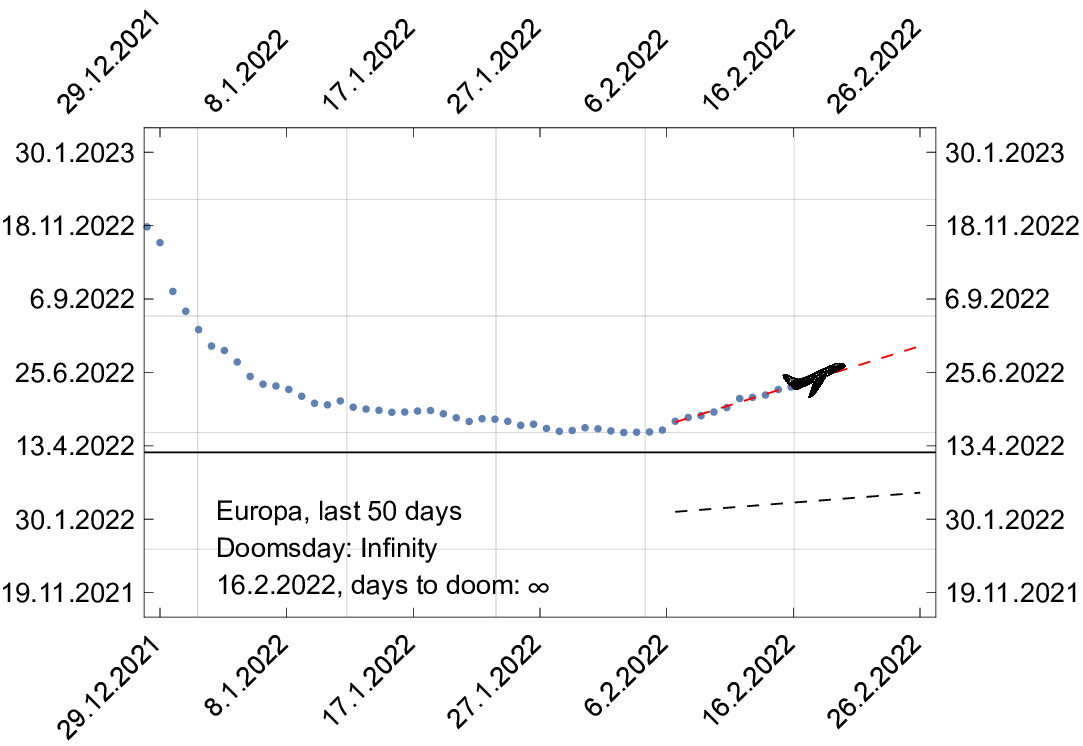 29.12.2021 8.1.2022 17.1.2022 27.1.2022 6.2.2022 16.2.2022 26.2.2022
30.1.2023 30.1.2023
18.11.2022 18.11.2022
6.9.2022 6.9.2022
25.6.2022 25.6.2022
13.4.2022 13.4.2022
Europa, last 50 days
30.1.2022 30.1.2022
Doomsday: Infinity
16.2.2022, days to doom: ∞
19.11.2021 19.11.2021
29.12.2021 8.1.2022 17.1.2022 27.1.2022 6.2.2022 16.2.2022 26.2.2022